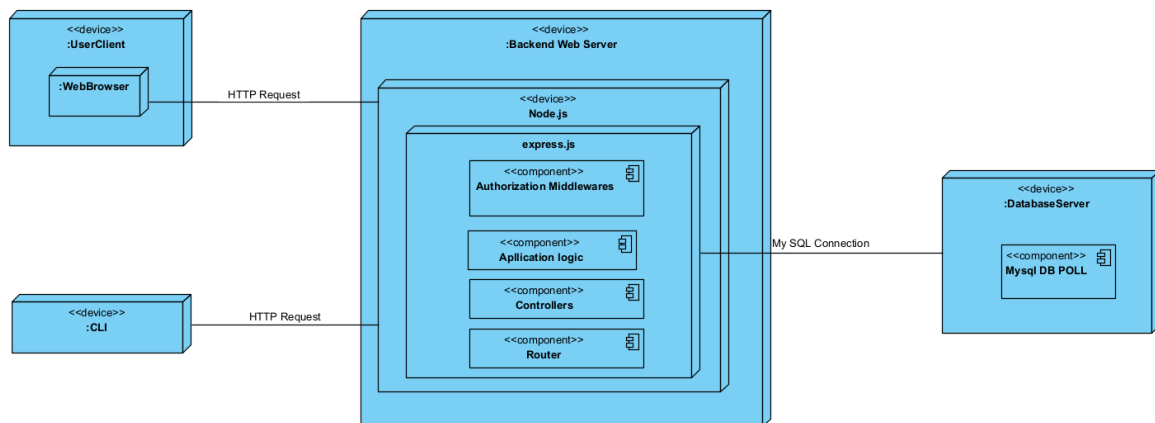 <<device>>
:UserClient
:WebBrowser
HTTP Request
<<device>>
:CLI
HTTP Request
<<device>>
:Backend Web Server
<<device>>
Node.js
express.js
<<component>>
Authorization Middlewares
<<component>>
Apllication logic
<<component>>
Controllers
<<component>>
Router
My SQL Connection
<<device>>
:DatabaseServer
<<component>>
Mysql DB POLL